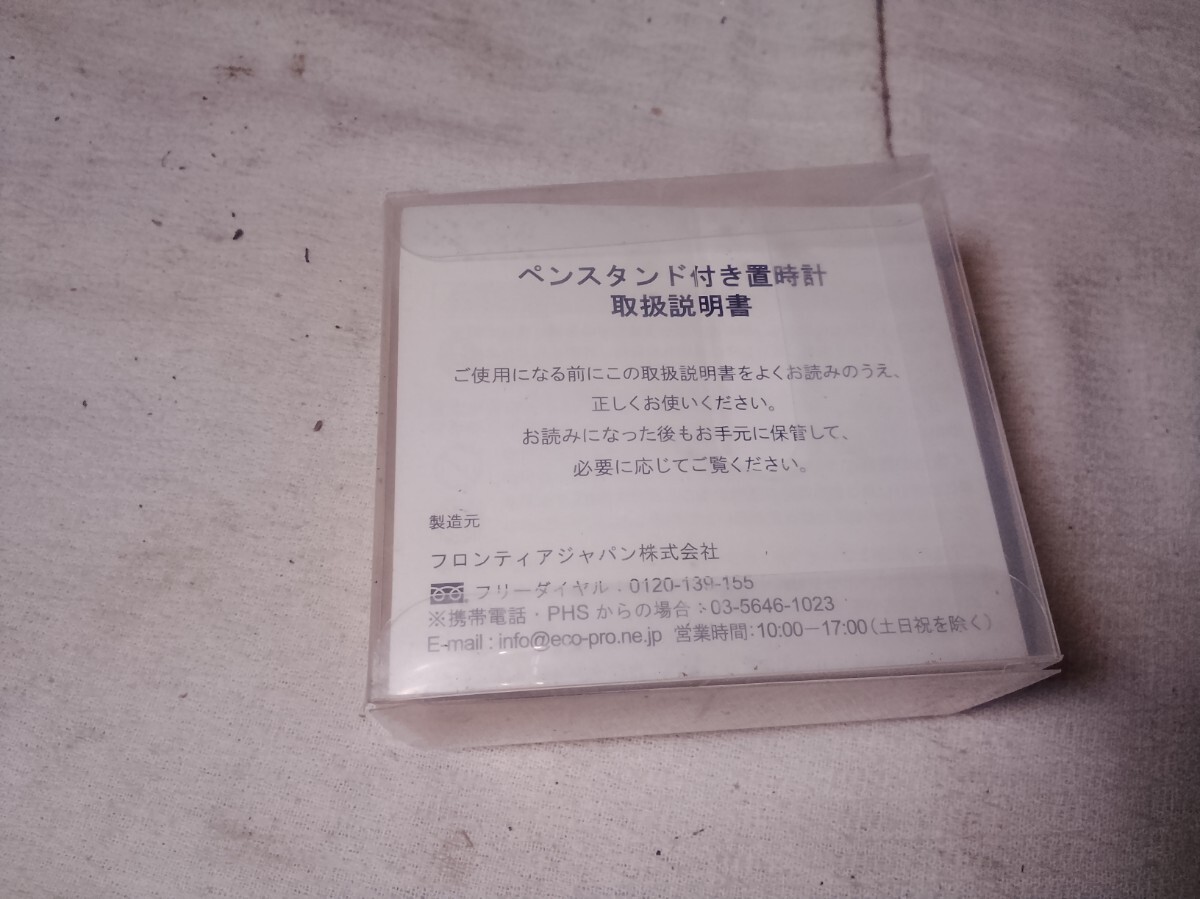 ペンスタンド付き置時計
取扱説明書
ご使用になる前にこの取扱説明書をよくお読みのうえ、
正しくお使いください。
お読みになった後もお手元に保管して、
必要に応じてご覧ください。
製造元
フロンティアジャパン株式会社
フリーダイヤル：0120-139-155
※携帯電話・PHSからの場合：03-5646-1023
E-mail : info@eco-pro.ne.jp 営業時間：10:00－17:00（土日祝を除く）